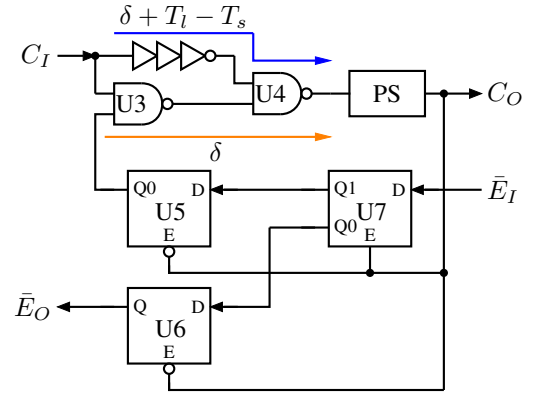 δ + T_l − T_s
C_I
U3
U4
PS
C_O
δ
Q0 D
U5
E
Q1 D
U7
Q0
E
Ē_I
Ē_O
Q D
U6
E